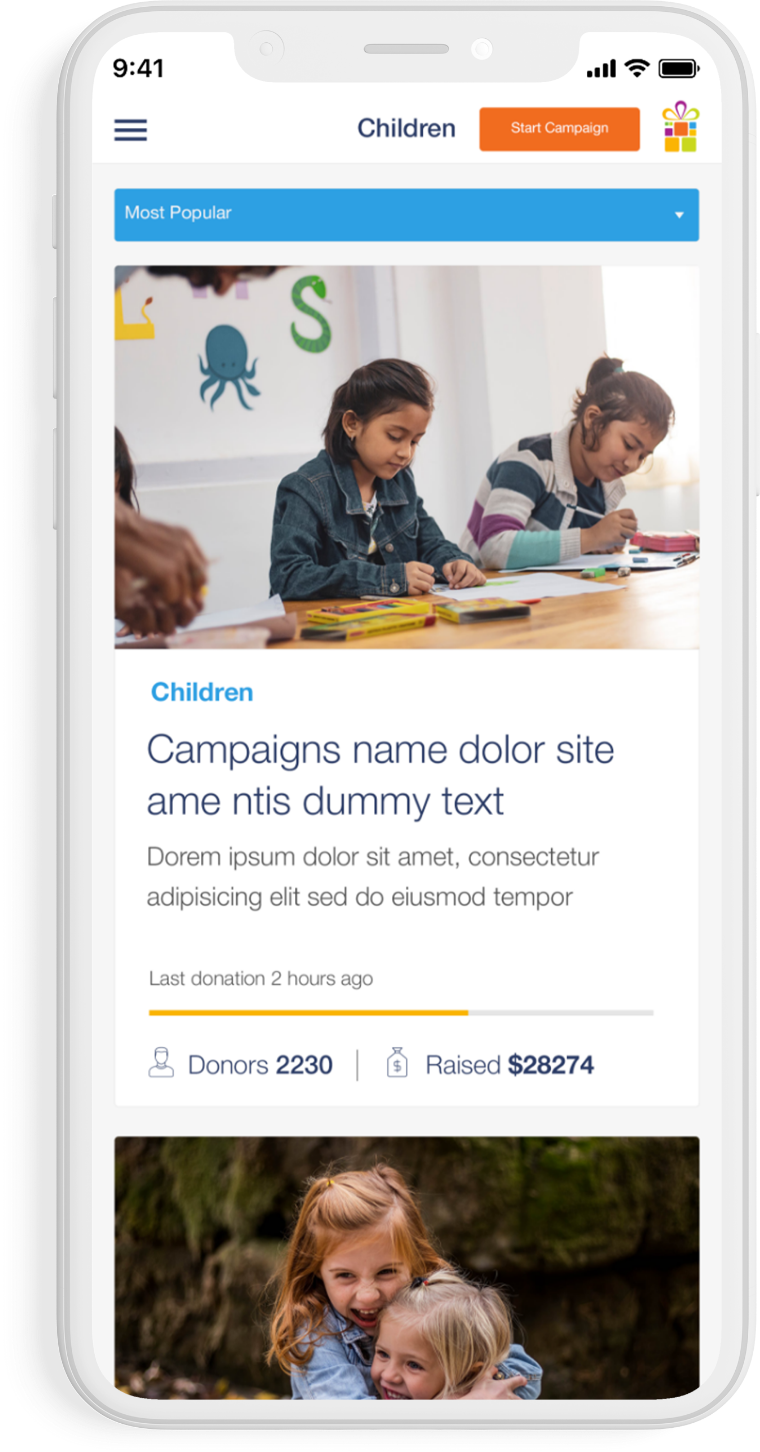 9:41
Children
Start Campaign
Most Popular
Children
Campaigns name dolor site
ame ntis dummy text
Dorem ipsum dolor sit amet, consectetur
adipisicing elit sed do eiusmod tempor
Last donation 2 hours ago
Donors 2230 | Raised $28274